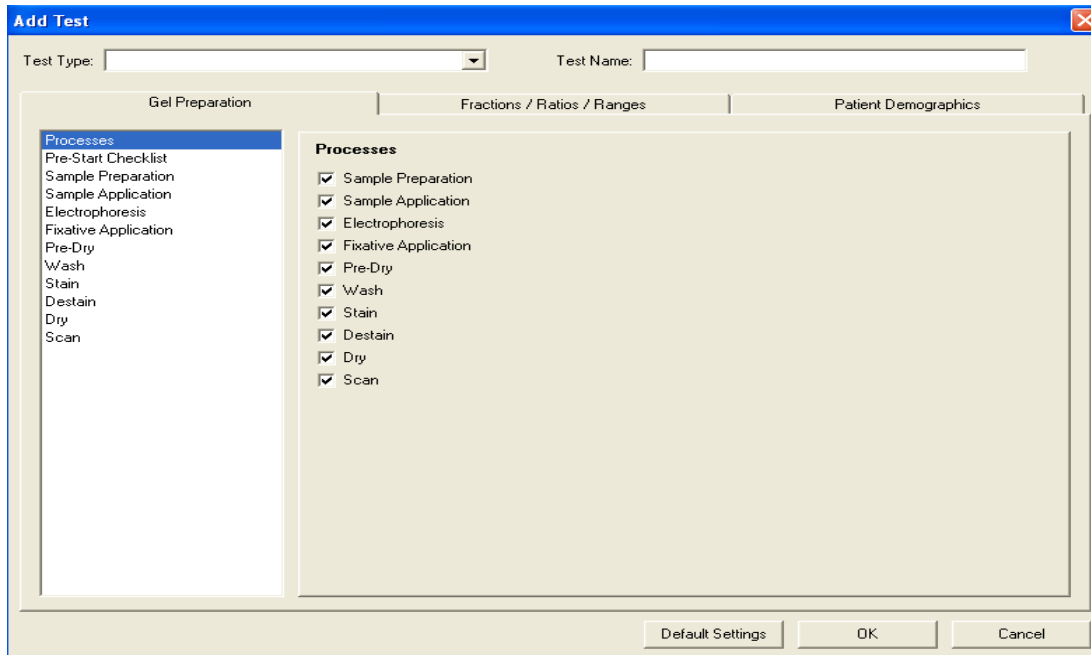 Add Test
Test Type:
Test Name:
Gel Preparation
Fractions / Ratios / Ranges
Patient Demographics
Processes
Pre-Start Checklist
Sample Preparation
Sample Application
Electrophoresis
Fixative Application
Pre-Dry
Wash
Stain
Destain
Dry
Scan
Processes
Sample Preparation
Sample Application
Electrophoresis
Fixative Application
Pre-Dry
Wash
Stain
Destain
Dry
Scan
Default Settings
OK
Cancel